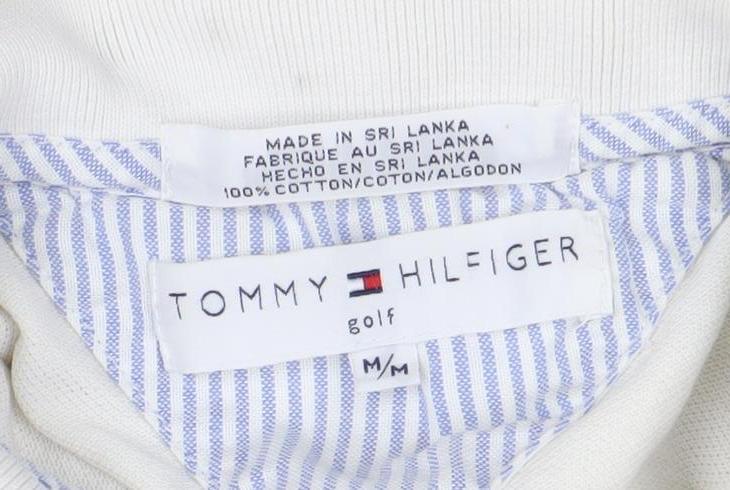 MADE IN SRI LANKA
FABRIQUE AU SRI LANKA
HECHO EN SRI LANKA
100% COTTON/COTON/ALGODON
TOMMY HILFIGER
golf
M/M